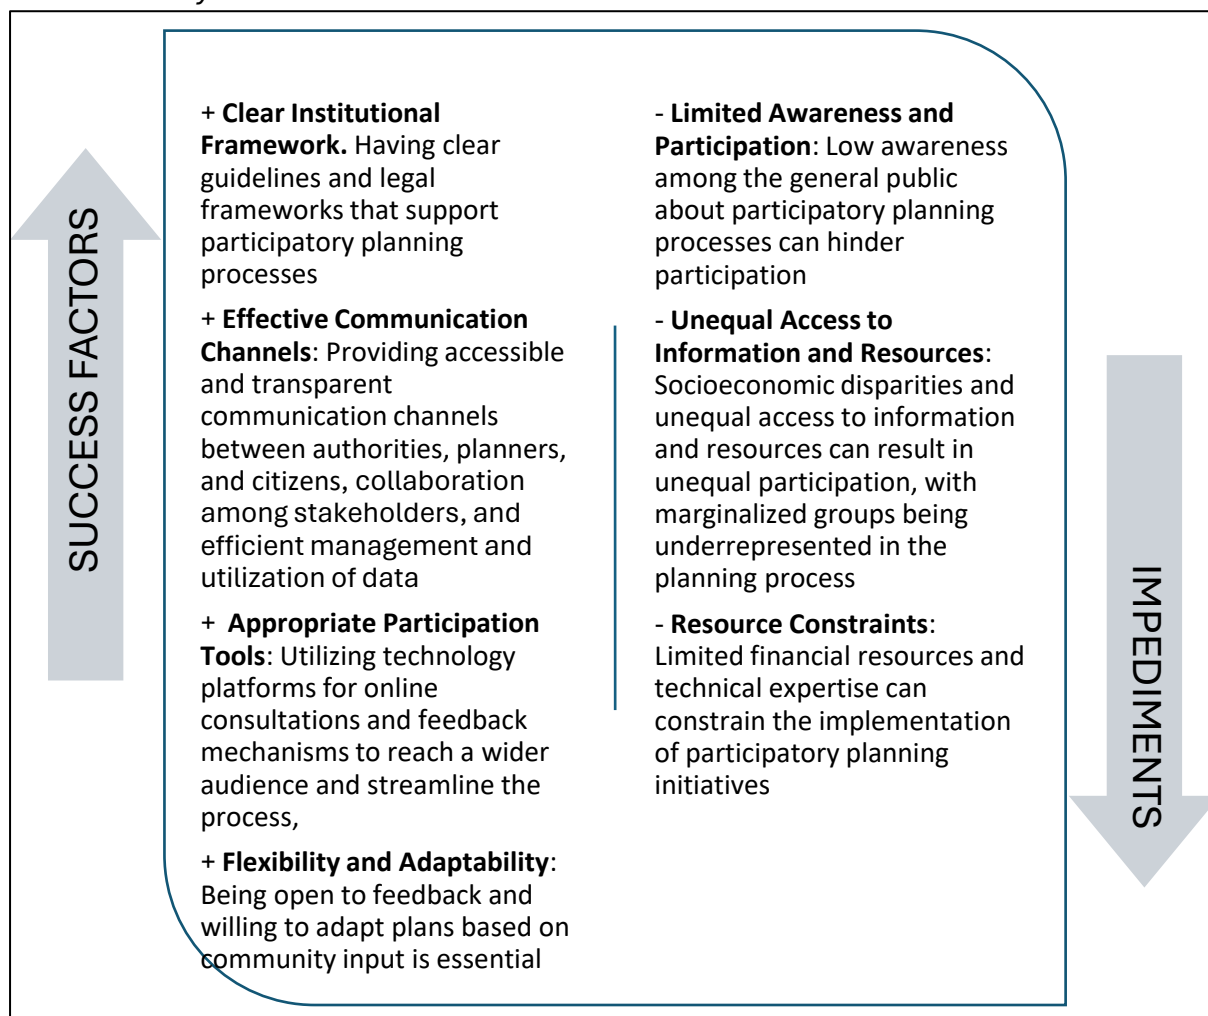 SUCCESS FACTORS
+ Clear Institutional
Framework. Having clear
guidelines and legal
frameworks that support
participatory planning
processes
+ Effective Communication
Channels: Providing accessible
and transparent
communication channels
between authorities, planners,
and citizens, collaboration
among stakeholders, and
efficient management and
utilization of data
+ Appropriate Participation
Tools: Utilizing technology
platforms for online
consultations and feedback
mechanisms to reach a wider
audience and streamline the
process,
+ Flexibility and Adaptability:
Being open to feedback and
willing to adapt plans based on
community input is essential
- Limited Awareness and
Participation: Low awareness
among the general public
about participatory planning
processes can hinder
participation
- Unequal Access to
Information and Resources:
Socioeconomic disparities and
unequal access to information
and resources can result in
unequal participation, with
marginalized groups being
underrepresented in the
planning process
- Resource Constraints:
Limited financial resources and
technical expertise can
constrain the implementation
of participatory planning
initiatives
IMPEDIMENTS